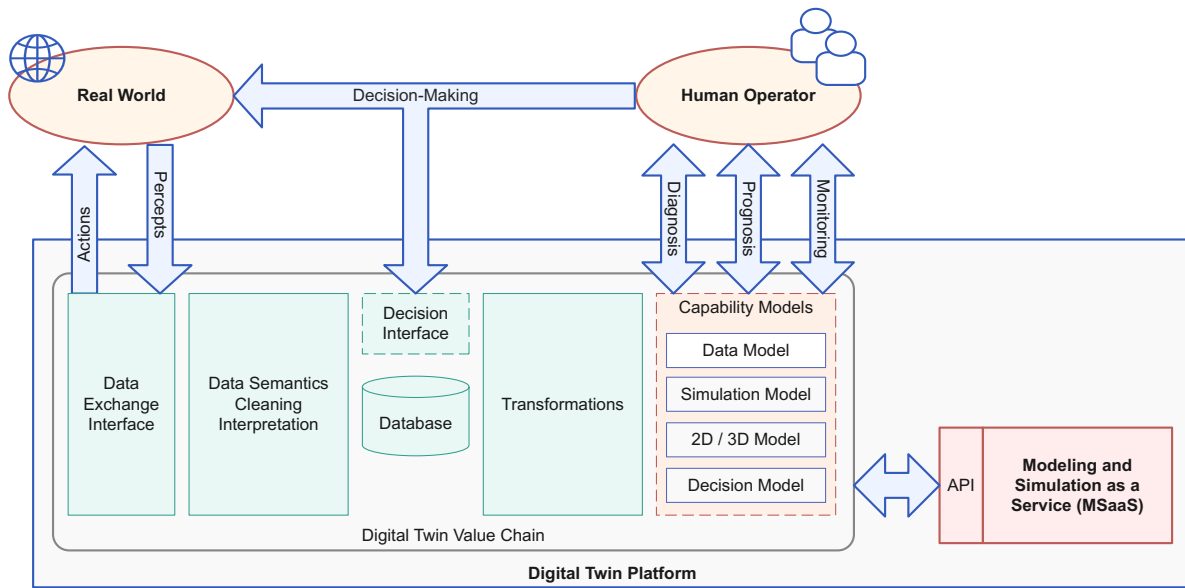 Real World
Decision-Making
Human Operator
Actions
Percepts
Diagnosis
Prognosis
Monitoring
Data
Exchange
Interface
Data Semantics
Cleaning
Interpretation
Decision
Interface
Database
Transformations
Capability Models
Data Model
Simulation Model
2D / 3D Model
Decision Model
API
Modeling and
Simulation as a
Service (MSaaS)
Digital Twin Value Chain
Digital Twin Platform